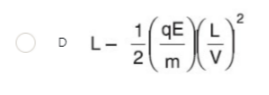 D L- 1/2 (qE/m)(L/V)²